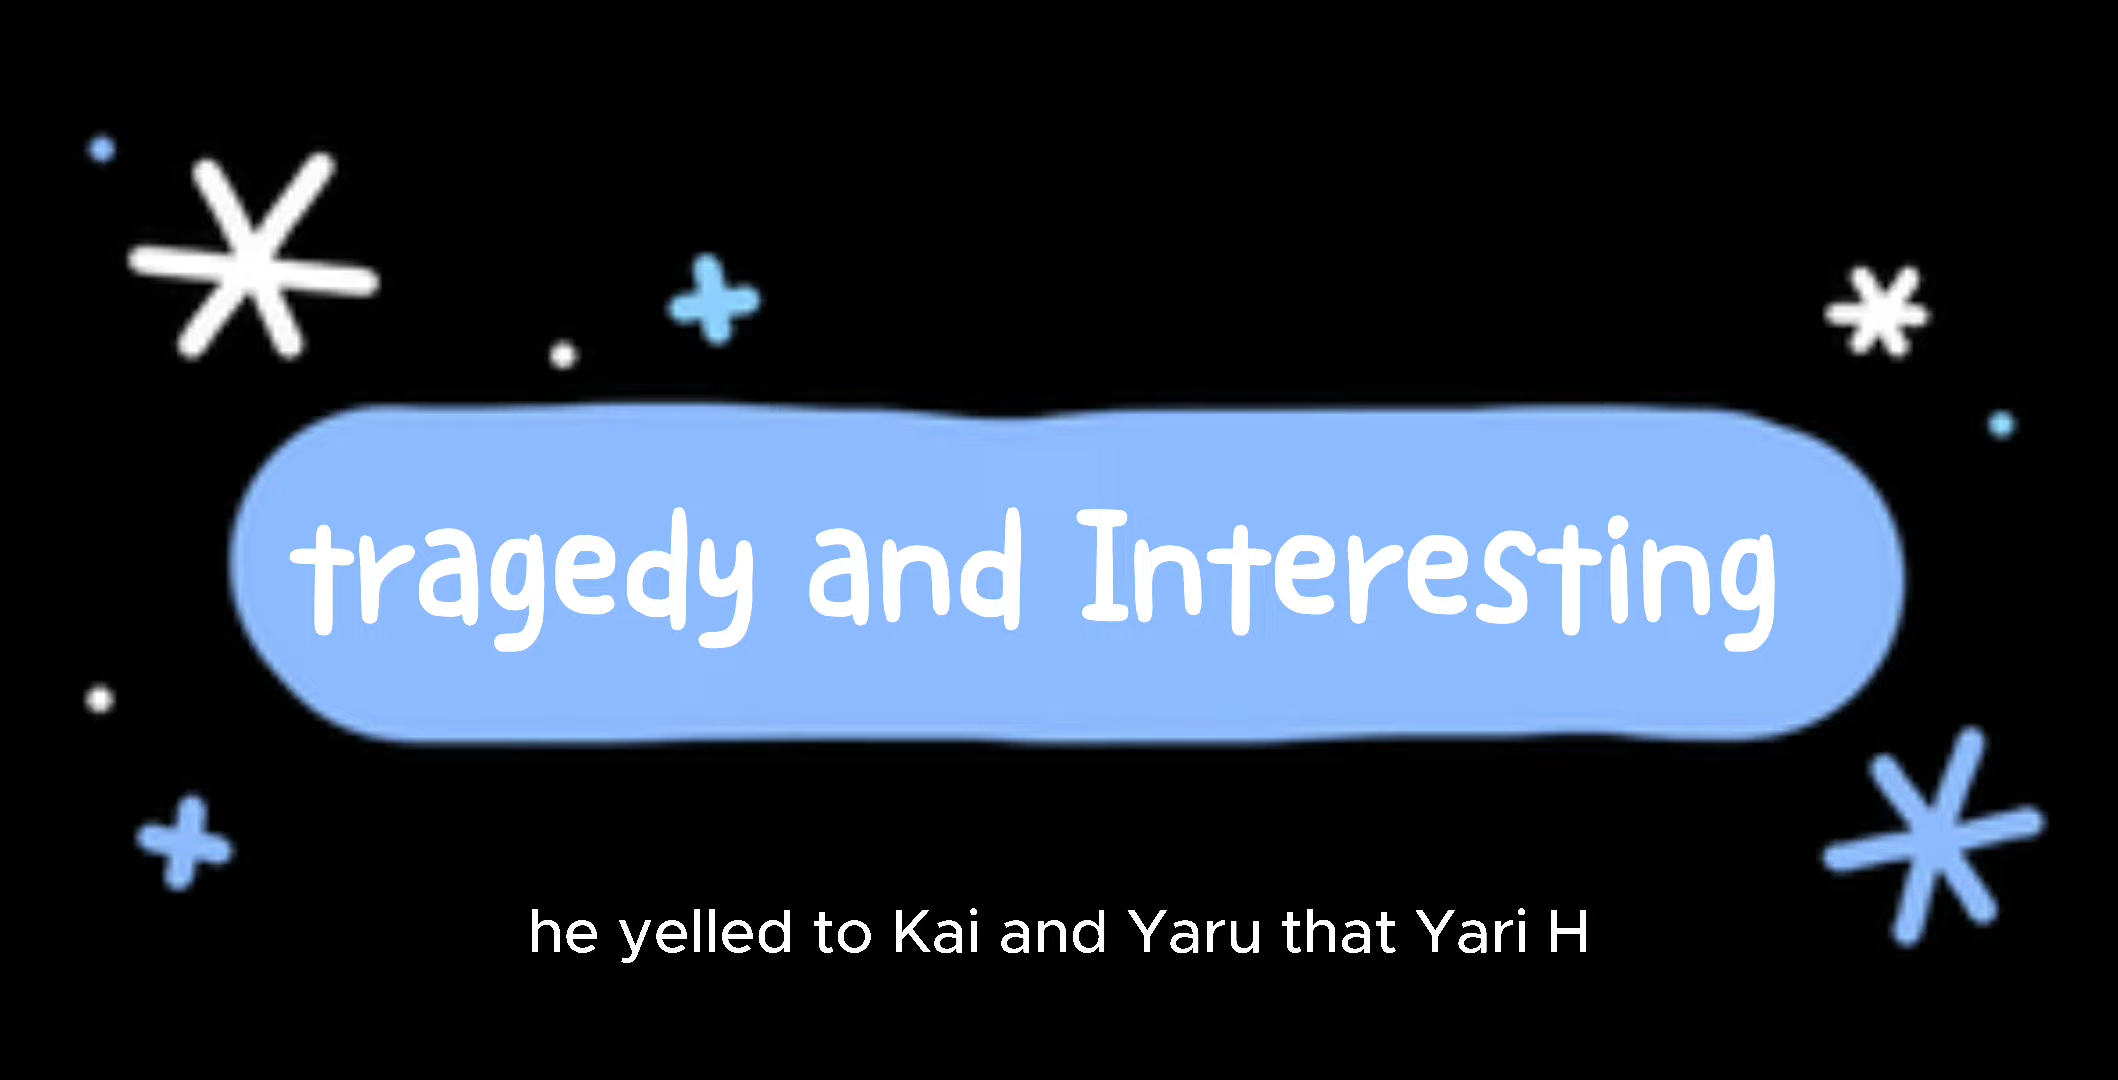 tragedy and Interesting
he yelled to Kai and Yaru that Yari H